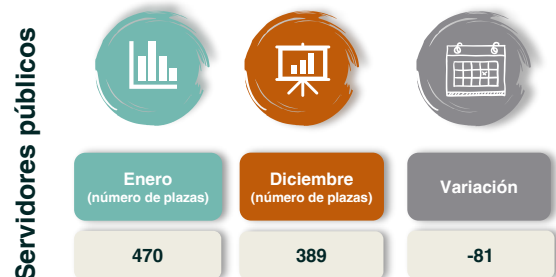 Servidores públicos
Enero
(número de plazas)
Diciembre
(número de plazas)
Variación
470
389
-81